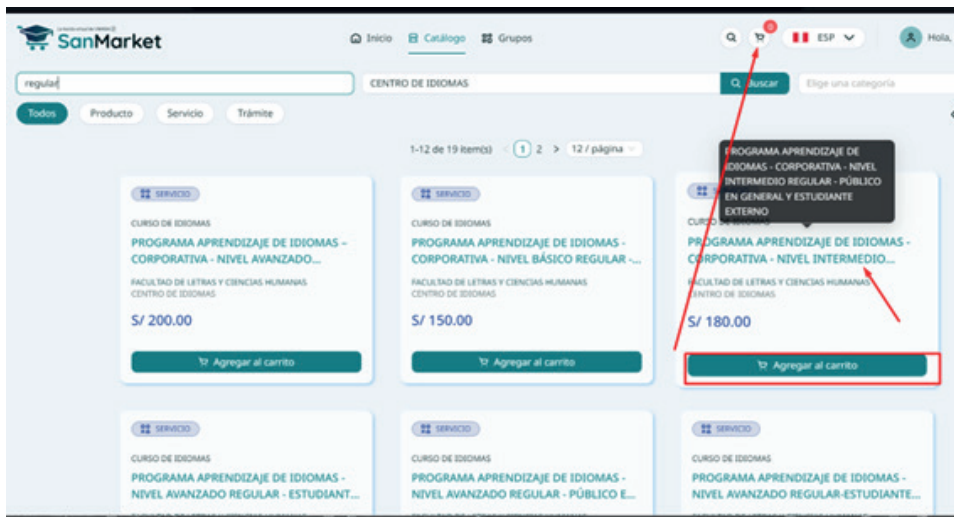 SanMarket
Inicio Catálogo Grupos
0
ESP
Hola,
regular
CENTRO DE IDIOMAS
Buscar
Elige una categoría
Todos Producto Servicio Trámite
1-12 de 19 item(s) < 1 2 > 12 / página
PROGRAMA APRENDIZAJE DE
IDIOMAS - CORPORATIVA - NIVEL
INTERMEDIO REGULAR - PÚBLICO
EN GENERAL Y ESTUDIANTE
EXTERNO
SERVICIO
CURSO DE IDIOMAS
PROGRAMA APRENDIZAJE DE IDIOMAS –
CORPORATIVA - NIVEL AVANZADO...
FACULTAD DE LETRAS Y CIENCIAS HUMANAS
CENTRO DE IDIOMAS
S/ 200.00
Agregar al carrito
SERVICIO
CURSO DE IDIOMAS
PROGRAMA APRENDIZAJE DE IDIOMAS -
CORPORATIVA - NIVEL BÁSICO REGULAR -...
FACULTAD DE LETRAS Y CIENCIAS HUMANAS
CENTRO DE IDIOMAS
S/ 150.00
Agregar al carrito
PROGRAMA APRENDIZAJE DE IDIOMAS -
CORPORATIVA - NIVEL INTERMEDIO...
FACULTAD DE LETRAS Y CIENCIAS HUMANAS
CENTRO DE IDIOMAS
S/ 180.00
Agregar al carrito
SERVICIO
CURSO DE IDIOMAS
PROGRAMA APRENDIZAJE DE IDIOMAS -
NIVEL AVANZADO REGULAR - ESTUDIANT...
SERVICIO
CURSO DE IDIOMAS
PROGRAMA APRENDIZAJE DE IDIOMAS -
NIVEL AVANZADO REGULAR - PÚBLICO E...
SERVICIO
CURSO DE IDIOMAS
PROGRAMA APRENDIZAJE DE IDIOMAS -
NIVEL AVANZADO REGULAR-ESTUDIANTE...